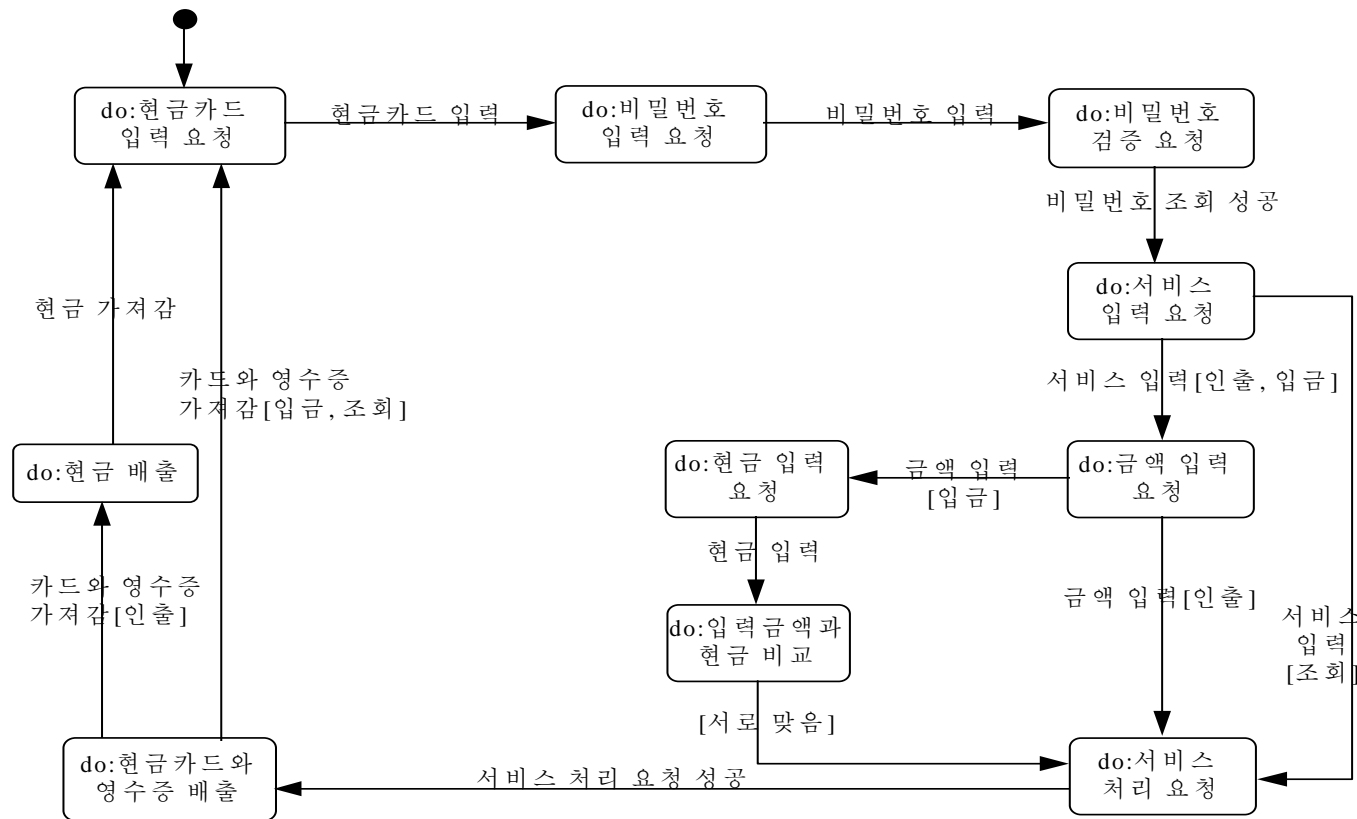 do:현금카드
입력 요청
현금카드 입력
do:비밀번호
입력 요청
비밀번호 입력
do:비밀번호
검증 요청
비밀번호 조회 성공
do:서비스
입력 요청
현금 가져감
카드와 영수증
가져감[입금, 조회]
서비스 입력[인출, 입금]
do:현금 배출
do:현금 입력
요청
금액 입력
[입금]
do:금액 입력
요청
현금 입력
카드와 영수증
가져감[인출]
금액 입력[인출]
서비스
입력
[조회]
do:입력금액과
현금 비교
[서로 맞음]
do:현금카드와
영수증 배출
서비스 처리 요청 성공
do:서비스
처리 요청